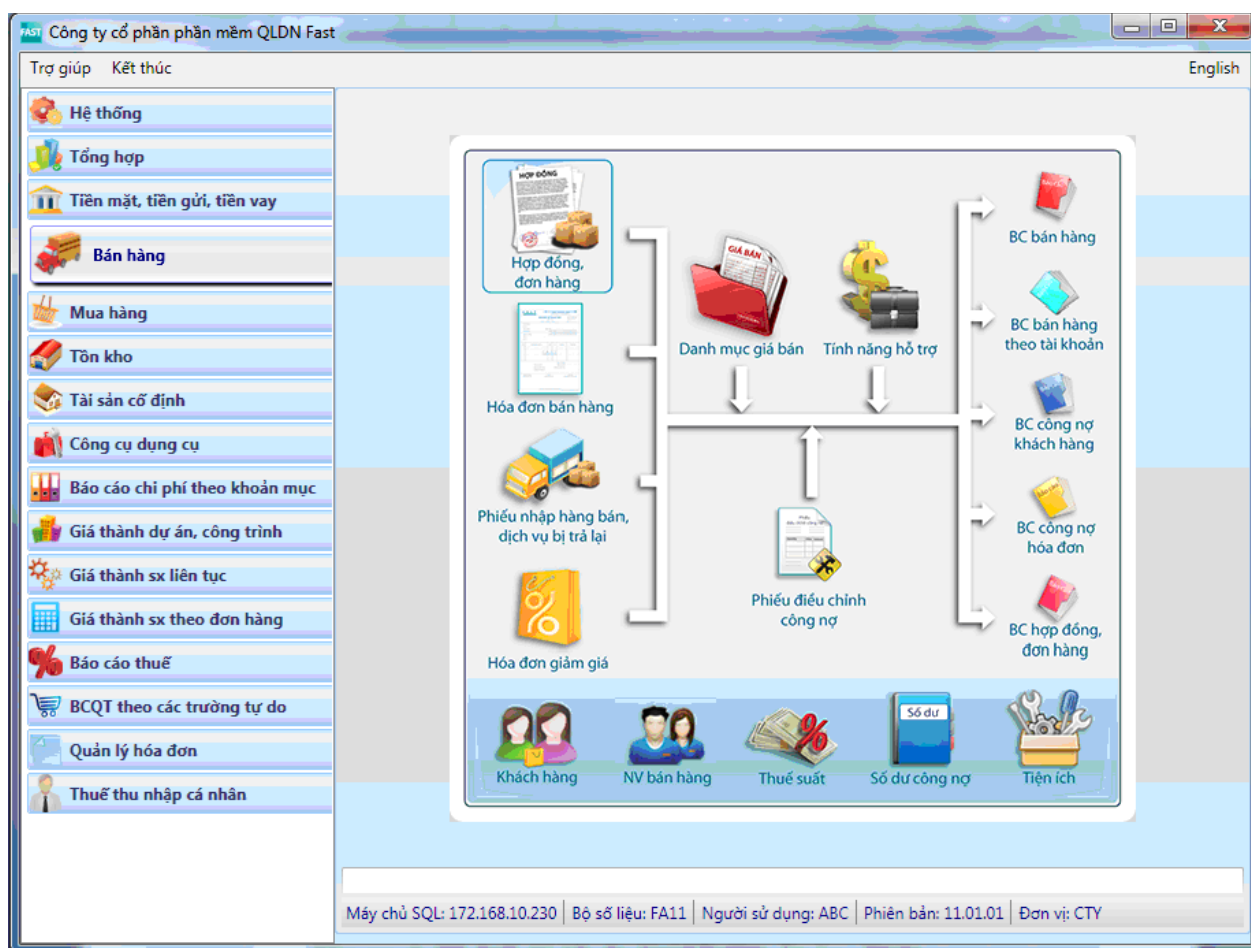 FAST Công ty cổ phần phần mềm QLDN Fast
Trợ giúp Kết thúc English
Hệ thống
Tổng hợp
Tiền mặt, tiền gửi, tiền vay
Bán hàng
Mua hàng
Tồn kho
Tài sản cố định
Công cụ dụng cụ
Báo cáo chi phí theo khoản mục
Giá thành dự án, công trình
Giá thành sx liên tục
Giá thành sx theo đơn hàng
Báo cáo thuế
BCQT theo các trường tự do
Quản lý hóa đơn
Thuế thu nhập cá nhân
HỢP ĐỒNG
Hợp đồng,
đơn hàng
Hóa đơn bán hàng
Phiếu nhập hàng bán,
dịch vụ bị trả lại
Hóa đơn giảm giá
GIÁ BÁN
Danh mục giá bán
Tính năng hỗ trợ
Phiếu điều chỉnh
công nợ
BC bán hàng
BC bán hàng
theo tài khoản
BC công nợ
khách hàng
BC công nợ
hóa đơn
BC hợp đồng,
đơn hàng
Khách hàng
NV bán hàng
Thuế suất
Số dư
Số dư công nợ
Tiện ích
Máy chủ SQL: 172.168.10.230 Bộ số liệu: FA11 Người sử dụng: ABC Phiên bản: 11.01.01 Đơn vị: CTY